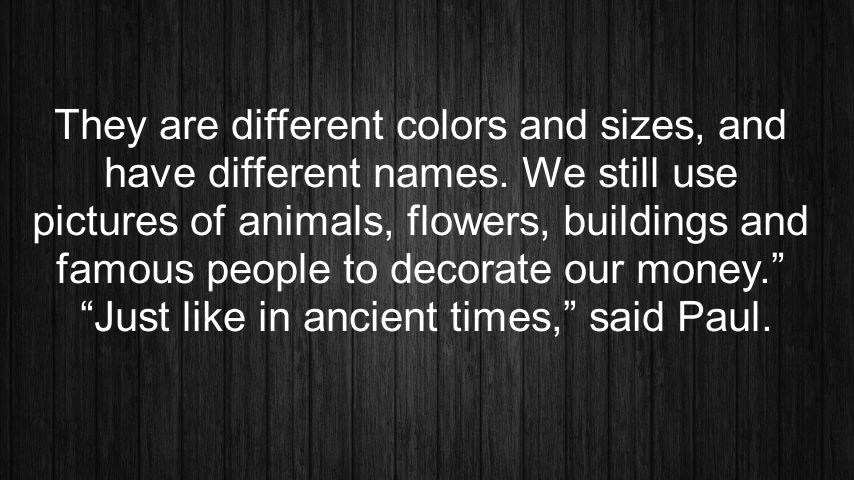 They are different colors and sizes, and
have different names. We still use
pictures of animals, flowers, buildings and
famous people to decorate our money.”
“Just like in ancient times,” said Paul.